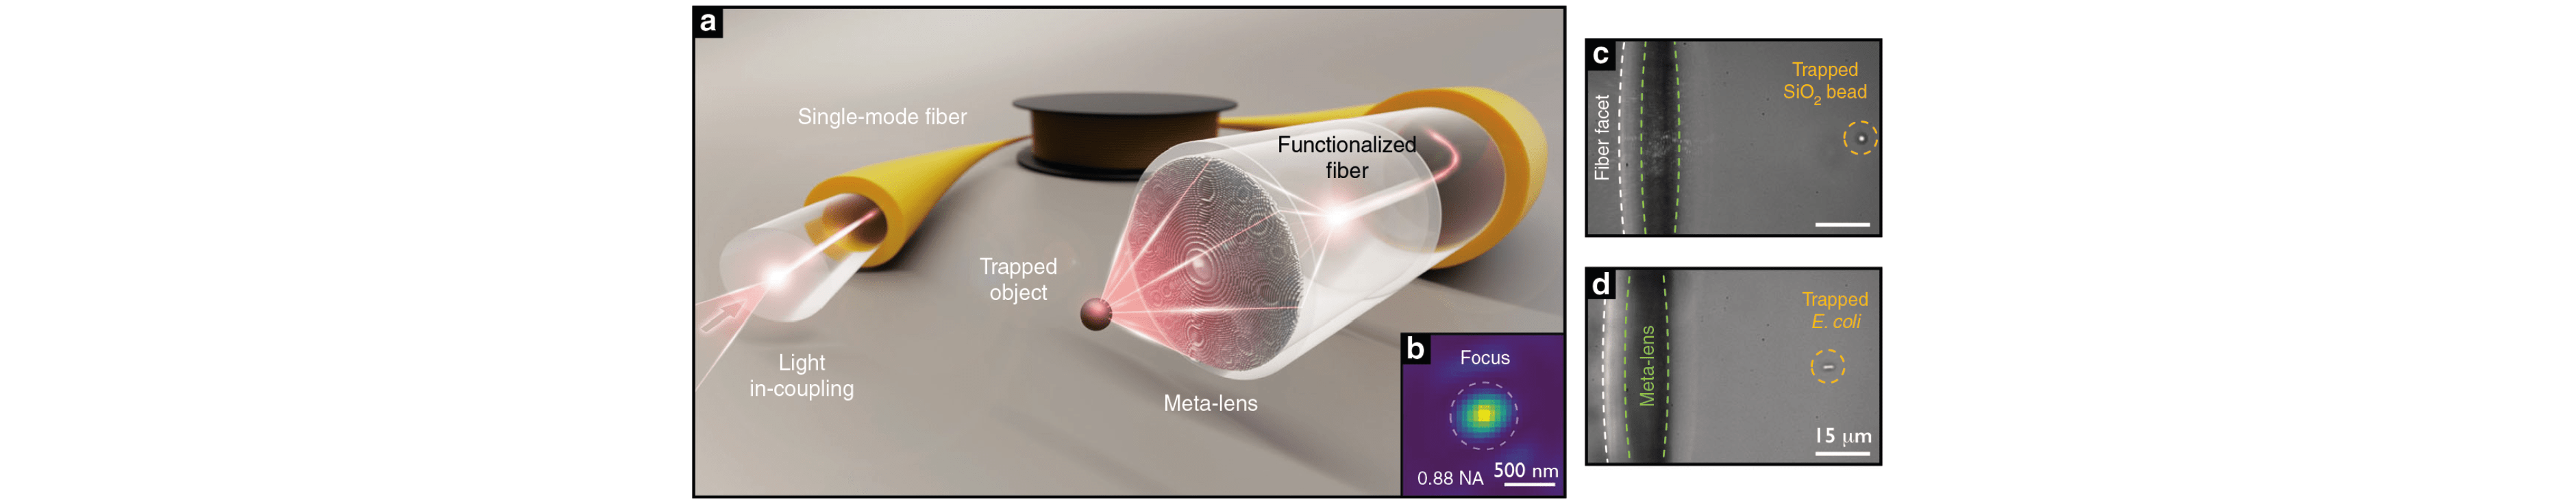 a
Single-mode fiber
Functionalized
fiber
Trapped
object
Light
in-coupling
Meta-lens
b
Focus
0.88 NA
500 nm
c
Trapped
SiO₂ bead
Fiber facet
d
Trapped
E. coli
Meta-lens
15 μm